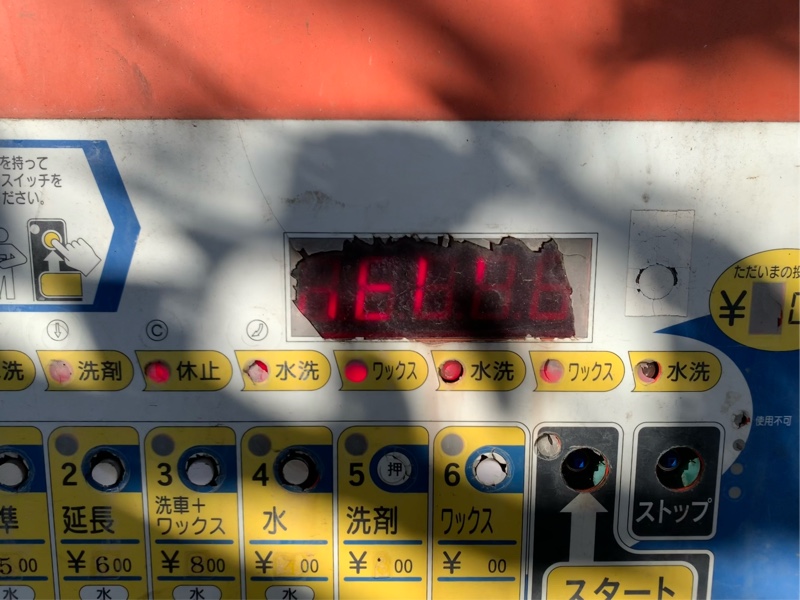 を持って
スイッチを
ださい。
洗
洗剤
休止
水洗
ワックス
水洗
ワックス
水洗
ただいまの投
¥
使用不可
準
500
2
延長
¥600
水
3
洗車+
ワックス
¥800
水
4
水
¥ 00
水
5
押
洗剤
¥ 00
6
ワックス
¥ 00
スタート
ストップ